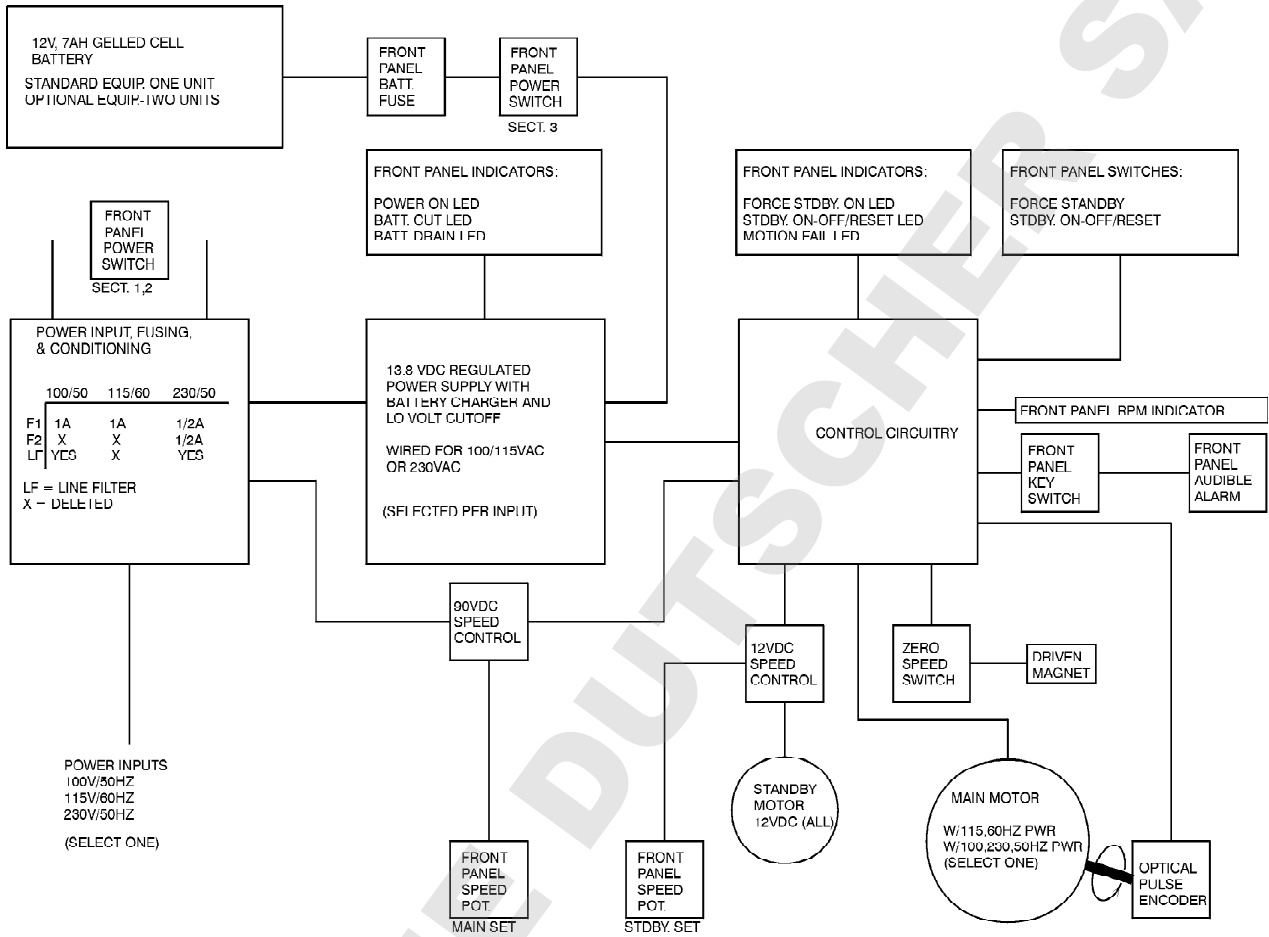 12V, 7AH GELLED CELL
BATTERY
STANDARD EQUIP. ONE UNIT
OPTIONAL EQUIP.-TWO UNITS
FRONT
PANEL
BATT.
FUSE
FRONT
PANEL
POWER
SWITCH
SECT. 3
FRONT PANEL INDICATORS:
POWER ON LED
BATT. CUT LED
BATT. DRAIN LED
FRONT PANEL INDICATORS:
FORCE STDBY. ON LED
STDBY. ON-OFF/RESET LED
MOTION FAIL LED
FRONT PANEL SWITCHES:
FORCE STANDBY
STDBY. ON-OFF/RESET
FRONT
PANEL
POWER
SWITCH
SECT. 1,2
POWER INPUT, FUSING,
& CONDITIONING
100/50 115/60 230/50
F1 1A 1A 1/2A
F2 X X 1/2A
LF YES X YES
LF = LINE FILTER
X = DELETED
13.8 VDC REGULATED
POWER SUPPLY WITH
BATTERY CHARGER AND
LO VOLT CUTOFF
WIRED FOR 100/115VAC
OR 230VAC
(SELECTED PER INPUT)
CONTROL CIRCUITRY
FRONT PANEL RPM INDICATOR
FRONT
PANEL
KEY
SWITCH
FRONT
PANEL
AUDIBLE
ALARM
90VDC
SPEED
CONTROL
12VDC
SPEED
CONTROL
ZERO
SPEED
SWITCH
DRIVEN
MAGNET
POWER INPUTS
100V/50HZ
115V/60HZ
230V/50HZ
(SELECT ONE)
STANDBY
MOTOR
12VDC (ALL)
MAIN MOTOR
W/115,60HZ PWR
W/100,230,50HZ PWR
(SELECT ONE)
OPTICAL
PULSE
ENCODER
FRONT
PANEL
SPEED
POT.
MAIN SET
FRONT
PANEL
SPEED
POT.
STDBY. SET
E DUTSCHER SA